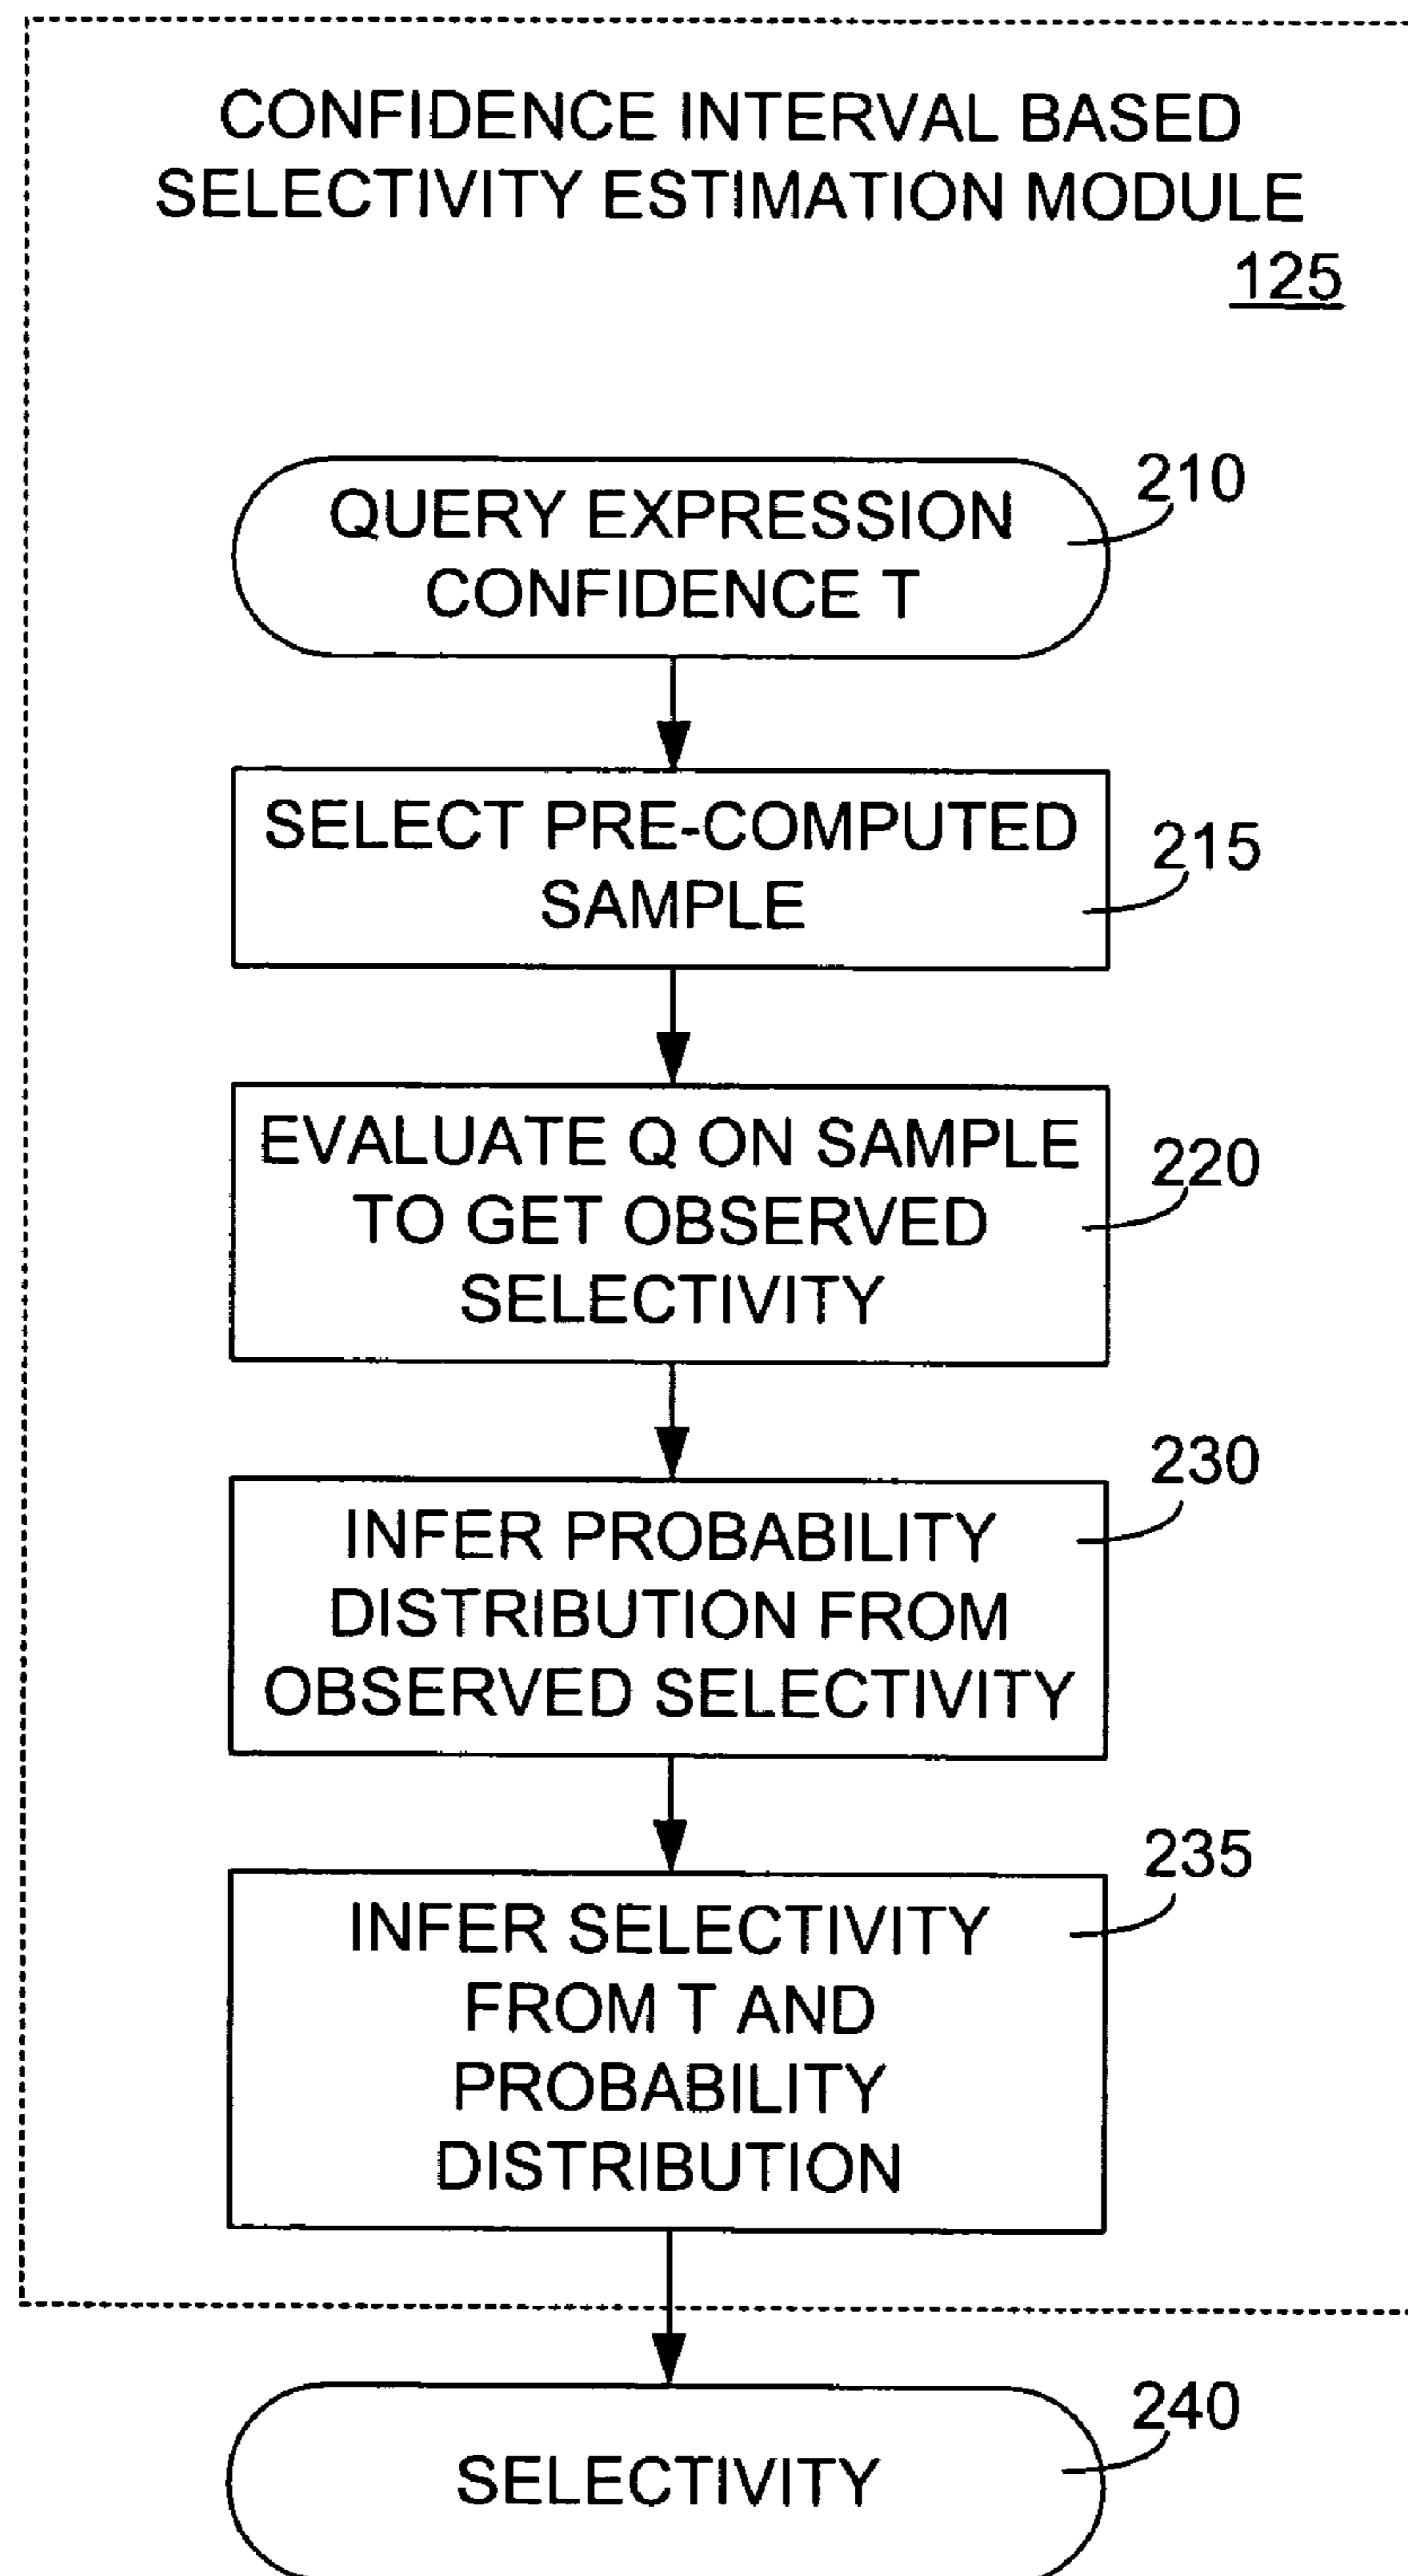 CONFIDENCE INTERVAL BASED
SELECTIVITY ESTIMATION MODULE
125
QUERY EXPRESSION
CONFIDENCE T
210
SELECT PRE-COMPUTED
SAMPLE
215
EVALUATE Q ON SAMPLE
TO GET OBSERVED
SELECTIVITY
220
INFER PROBABILITY
DISTRIBUTION FROM
OBSERVED SELECTIVITY
230
INFER SELECTIVITY
FROM T AND
PROBABILITY
DISTRIBUTION
235
SELECTIVITY
240